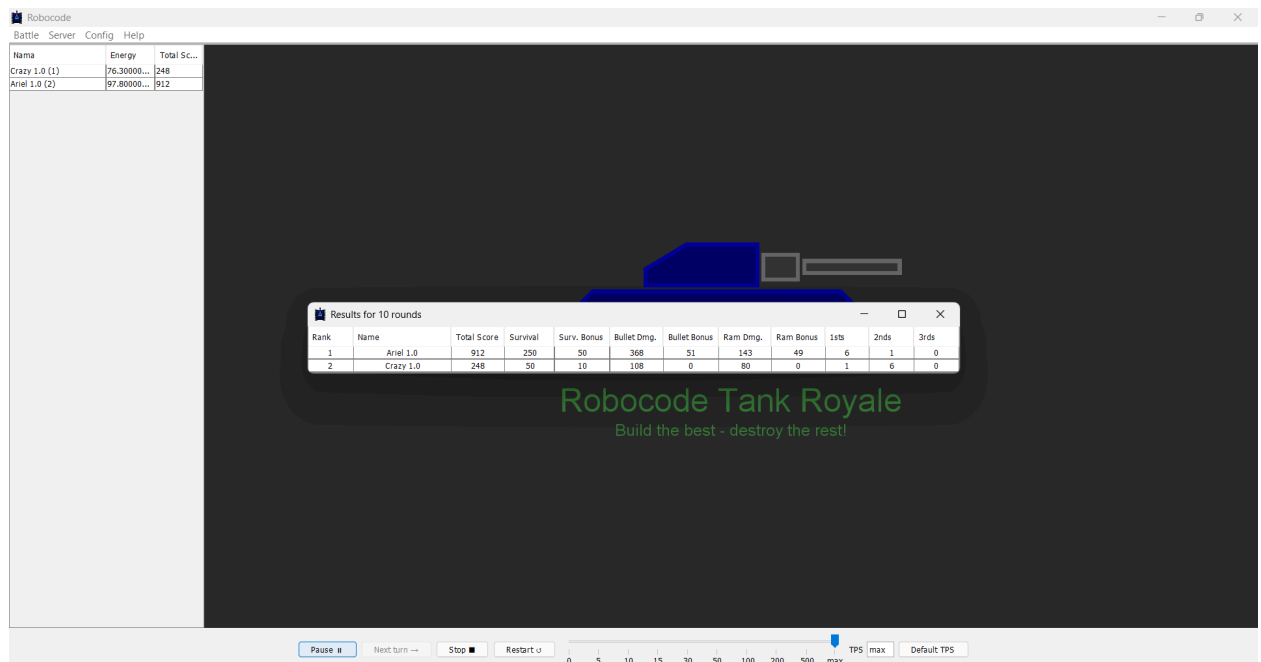 Robocode
Battle Server Config Help
Name Energy Total Sc...
Crazy 1.0 (1) 76.30000... 248
Ariel 1.0 (2) 97.80000... 912
Results for 10 rounds
Rank Name Total Score Survival Surv. Bonus Bullet Dmg. Bullet Bonus Ram Dmg. Ram Bonus 1sts 2nds 3rds
1 Ariel 1.0 912 250 50 368 51 143 49 6 1 0
2 Crazy 1.0 248 50 10 108 0 80 0 1 6 0
Robocode Tank Royale
Build the best - destroy the rest!
Pause ⏸ Next turn → Stop ⏹ Restart ↺ TPS max Default TPS
0 5 10 15 30 50 100 200 500 max